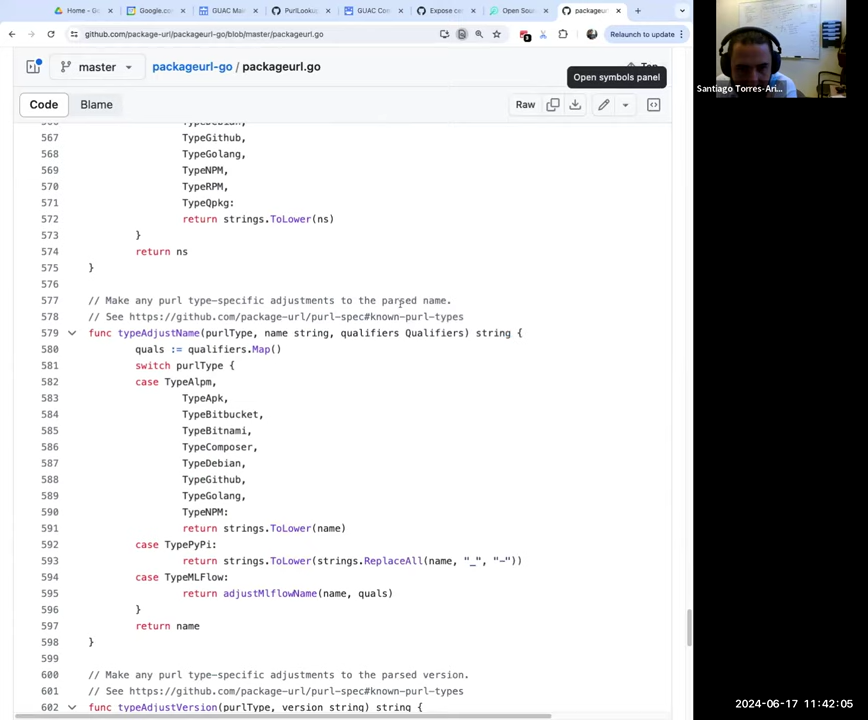 Home - G
Google.co
GUAC Mai
PurlLooku
GUAC Coo
Expose ce
Open Sou
packageur
github.com/package-url/packageurl-go/blob/master/packageurl.go
Relaunch to update
master
packageurl-go / packageurl.go
Top
Open symbols panel
Code
Blame
Raw
566 TypeDebian,
567 TypeGithub,
568 TypeGolang,
569 TypeNPM,
570 TypeRPM,
571 TypeQpkg:
572 return strings.ToLower(ns)
573 }
574 return ns
575 }
576
577 // Make any purl type-specific adjustments to the parsed name.
578 // See https://github.com/package-url/purl-spec#known-purl-types
579 func typeAdjustName(purlType, name string, qualifiers Qualifiers) string {
580 quals := qualifiers.Map()
581 switch purlType {
582 case TypeAlpm,
583 TypeApk,
584 TypeBitbucket,
585 TypeBitnami,
586 TypeComposer,
587 TypeDebian,
588 TypeGithub,
589 TypeGolang,
590 TypeNPM:
591 return strings.ToLower(name)
592 case TypePyPi:
593 return strings.ToLower(strings.ReplaceAll(name, "_", "-"))
594 case TypeMLFlow:
595 return adjustMlflowName(name, quals)
596 }
597 return name
598 }
599
600 // Make any purl type-specific adjustments to the parsed version.
601 // See https://github.com/package-url/purl-spec#known-purl-types
602 func typeAdjustVersion(purlType, version string) string {
Santiago Torres-Ari...
2024-06-17 11:42:05